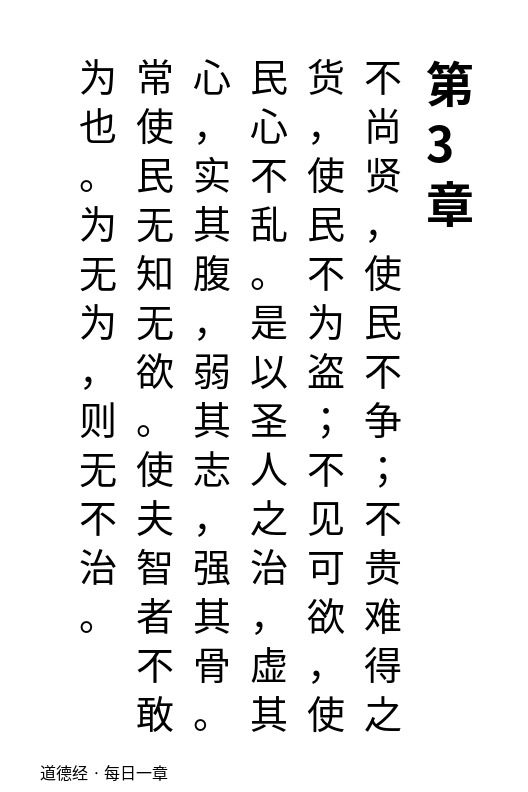 第3章
不尚贤，使民不争；不贵难得之
货，使民不为盗；不见可欲，使
民心不乱。是以圣人之治，虚其
心，实其腹，弱其志，强其骨。
常使民无知无欲。使夫智者不敢
为也。为无为，则无不治。
道德经 · 每日一章